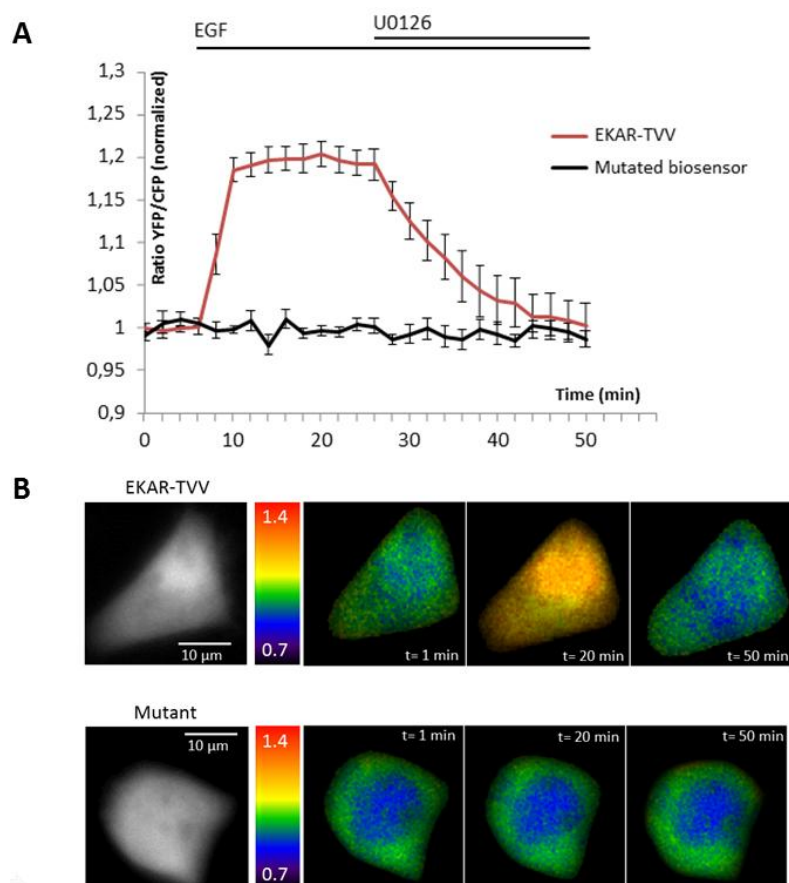 A
U0126
EGF
1,3
1,25
1,2
1,15
1,1
1,05
1
0,95
0,9
Ratio YFP/CFP (normalized)
EKAR-TVV
Mutated biosensor
Time (min)
0 10 20 30 40 50
B
EKAR-TVV
10 µm
1.4
0.7
t= 1 min
t= 20 min
t= 50 min
Mutant
10 µm
1.4
0.7
t= 1 min
t= 20 min
t= 50 min